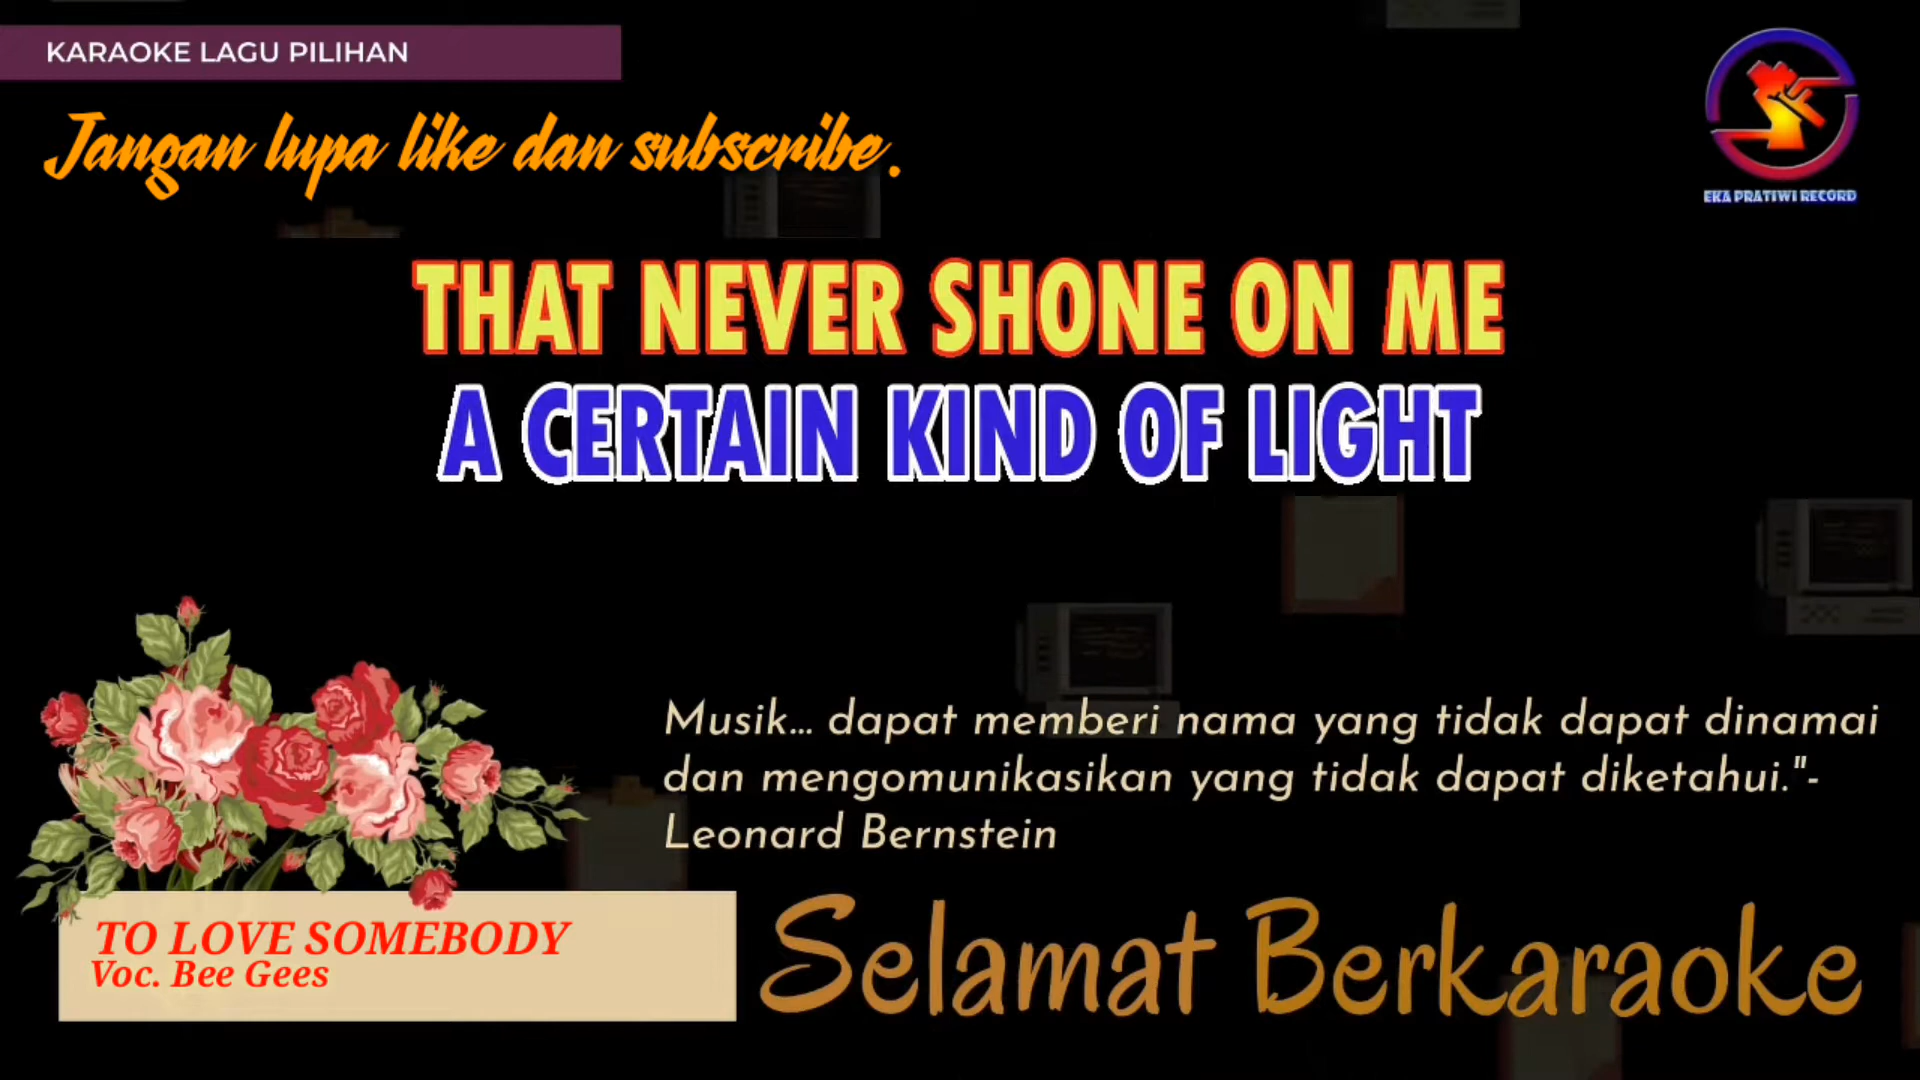 KARAOKE LAGU PILIHAN
Jangan lupa like dan subscribe.
EKA PRATIWI RECORD
THAT NEVER SHONE ON ME
A CERTAIN KIND OF LIGHT
Musik... dapat memberi nama yang tidak dapat dinamai
dan mengomunikasikan yang tidak dapat diketahui."-
Leonard Bernstein
TO LOVE SOMEBODY
Voc. Bee Gees
Selamat Berkaraoke